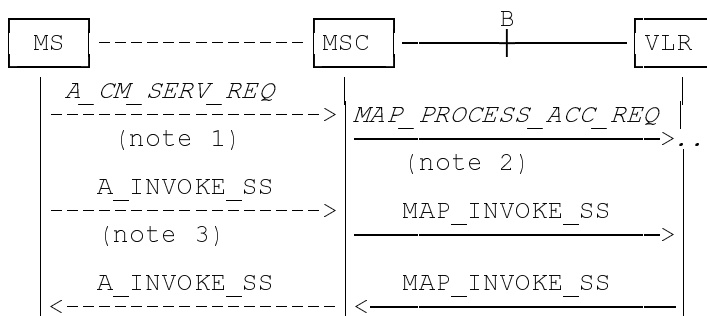 B
MS MSC VLR
A_CM_SERV_REQ
MAP_PROCESS_ACC_REQ
(note 1)
..
(note 2)
A_INVOKE_SS
MAP_INVOKE_SS
(note 3)
A_INVOKE_SS MAP_INVOKE_SS